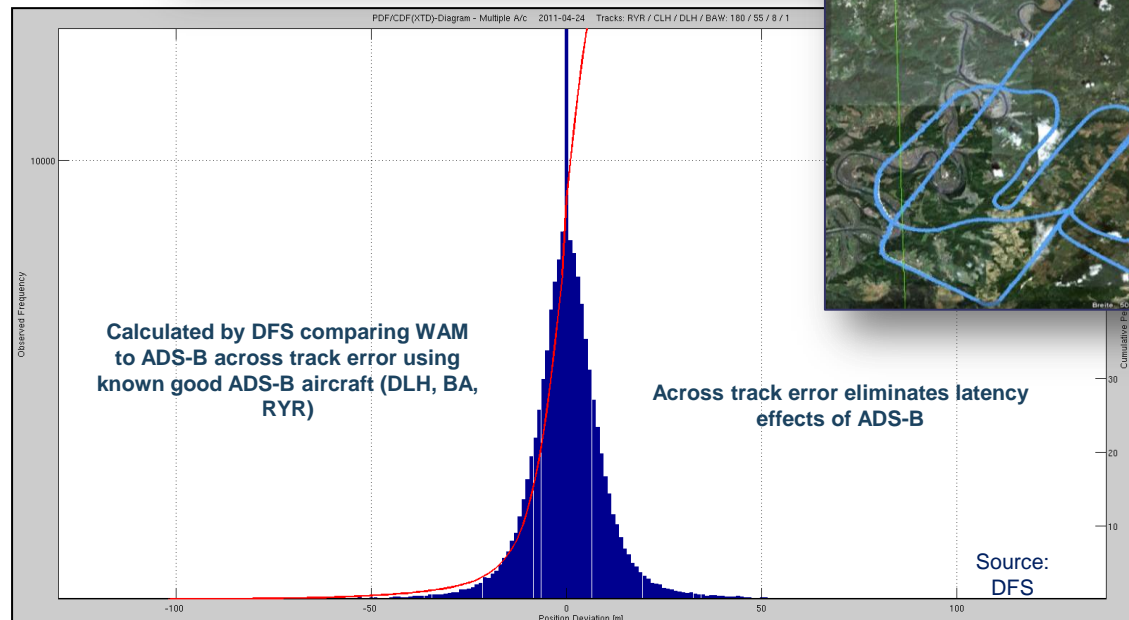 PDF/CDF(XTD)-Diagram - Multiple A/c 2011-04-24 Tracks: RYR / CLH / DLH / BAW: 180 / 55 / 8 / 1
10000
Observed Frequency
Calculated by DFS comparing WAM
to ADS-B across track error using
known good ADS-B aircraft (DLH, BA,
RYR)
Across track error eliminates latency
effects of ADS-B
Source:
DFS
30
20
10
-100
-50
0
50
100
Position Deviation [m]